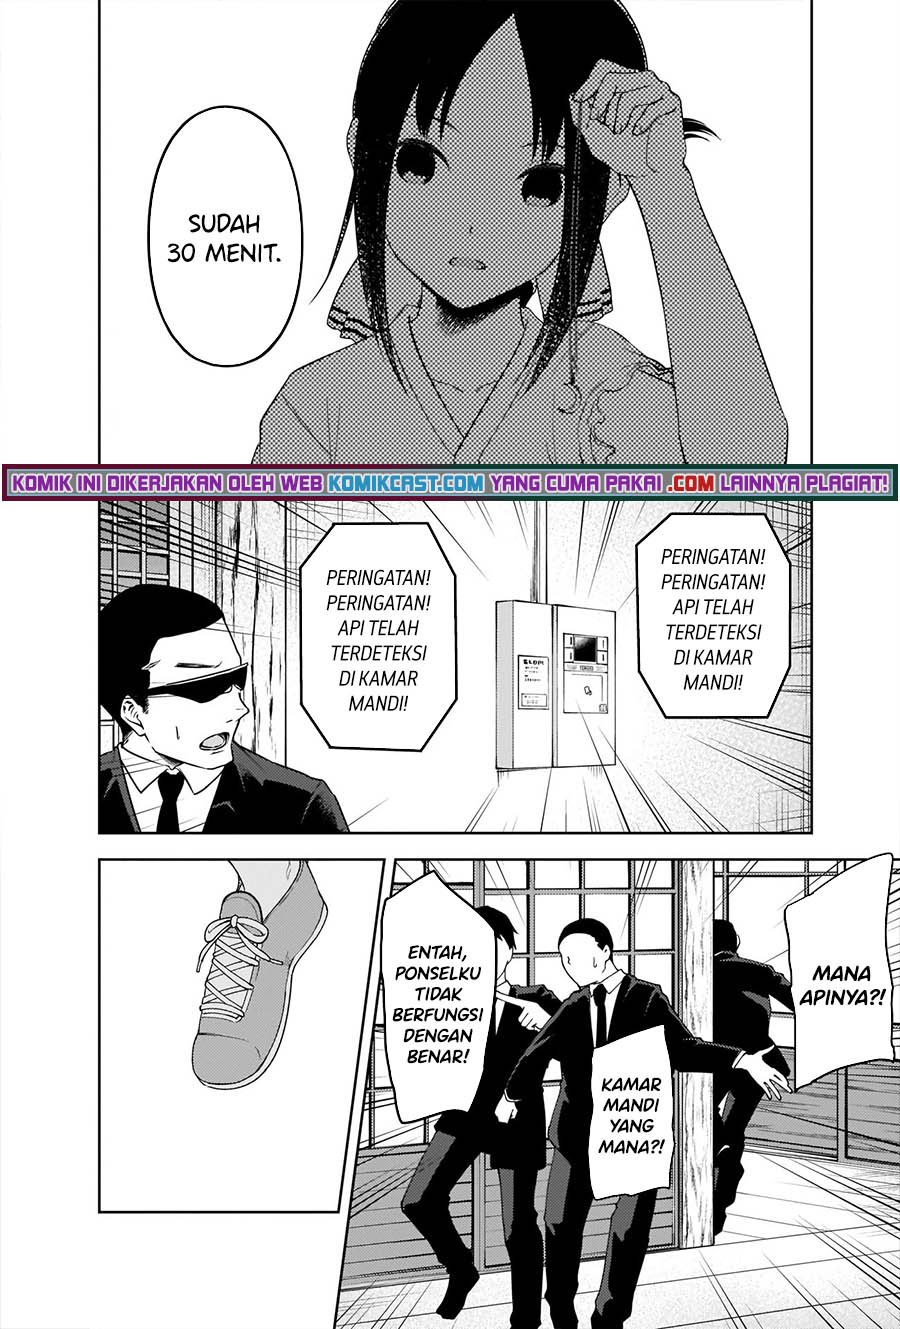 SUDAH
30 MENIT.
KOMIK INI DIKERJAKAN OLEH WEB KOMIKCAST.COM YANG CUMA PAKAI .COM LAINNYA PLAGIAT!
PERINGATAN!
PERINGATAN!
API TELAH
TERDETEKSI
DI KAMAR
MANDI!
PERINGATAN!
PERINGATAN!
API TELAH
TERDETEKSI
DI KAMAR
MANDI!
MANA
APINYA?!
KAMAR
MANDI
YANG
MANA?!
ENTAH,
PONSELKU
TIDAK
BERFUNGSI
DENGAN
BENAR!